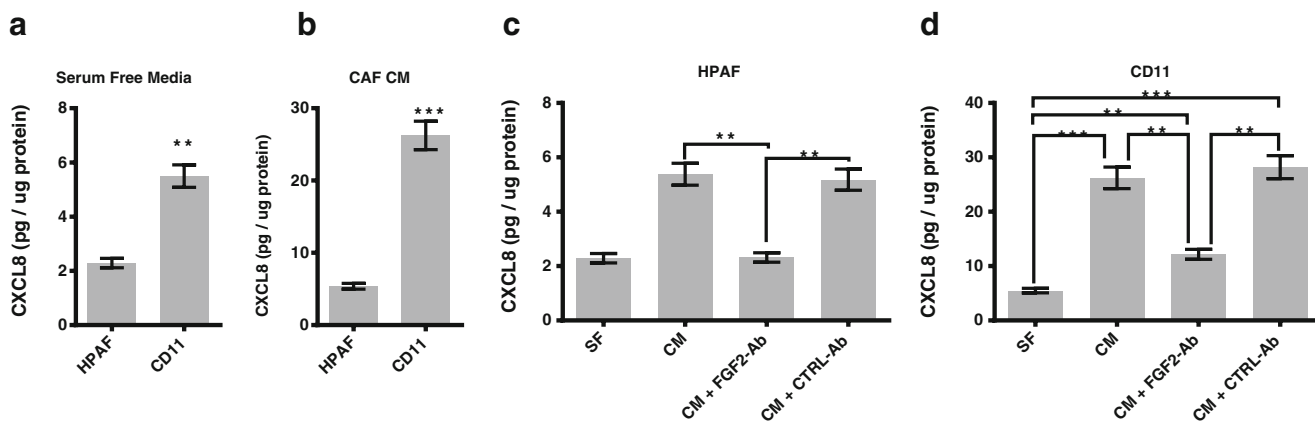 a
Serum Free Media
CXCL8 (pg / ug protein)
8
6
4
2
0
**
HPAF
CD11
b
CAF CM
CXCL8 (pg / ug protein)
30
20
10
0
***
HPAF
CD11
c
HPAF
CXCL8 (pg / ug protein)
8
6
4
2
0
**
**
SF
CM
CM + FGF2-Ab
CM + CTRL-Ab
d
CD11
CXCL8 (pg / ug protein)
40
30
20
10
0
***
**
***
**
**
SF
CM
CM + FGF2-Ab
CM + CTRL-Ab